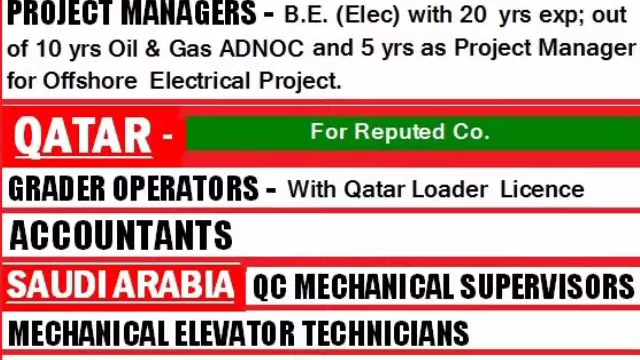 PROJECT MANAGERS - B.E. (Elec) with 20 yrs exp; out
of 10 yrs Oil & Gas ADNOC and 5 yrs as Project Manager
for Offshore Electrical Project.
QATAR - For Reputed Co.
GRADER OPERATORS - With Qatar Loader Licence
ACCOUNTANTS
SAUDI ARABIA QC MECHANICAL SUPERVISORS
MECHANICAL ELEVATOR TECHNICIANS